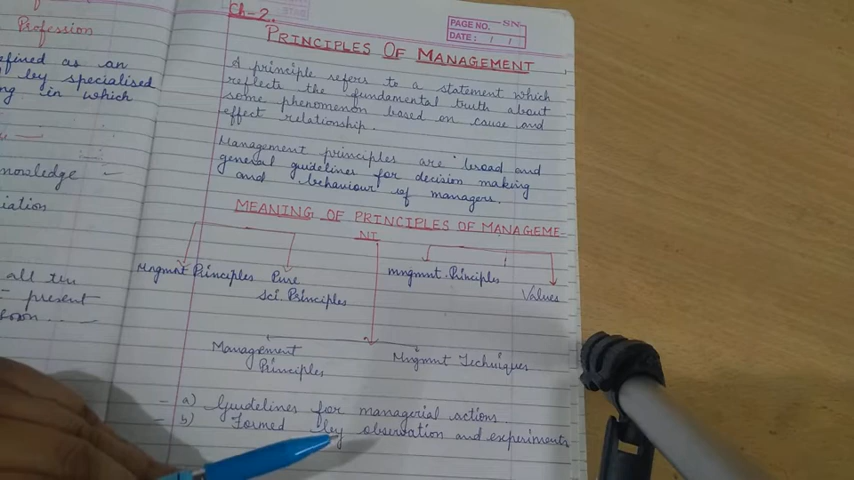 Profession
efined as an
by specialised
ng in which
nowledge
iation
all the
present
soon
Ch-2.
PAGE NO. SN
DATE: / /
PRINCIPLES OF MANAGEMENT
A principle refers to a statement which
reflects the fundamental truth about
some phenomenon based on cause and
effect relationship.
Management principles are broad and
general guidelines for decision making
and behaviour of managers.
MEANING OF PRINCIPLES OF MANAGEME-
NT
Mngmnt Principles Pure
Sci. Principles
mngmnt. Principles
Values
Management
Principles
Mngmnt Techniques
- a) Guidelines for managerial actions
- b) Formed by observation and experiments